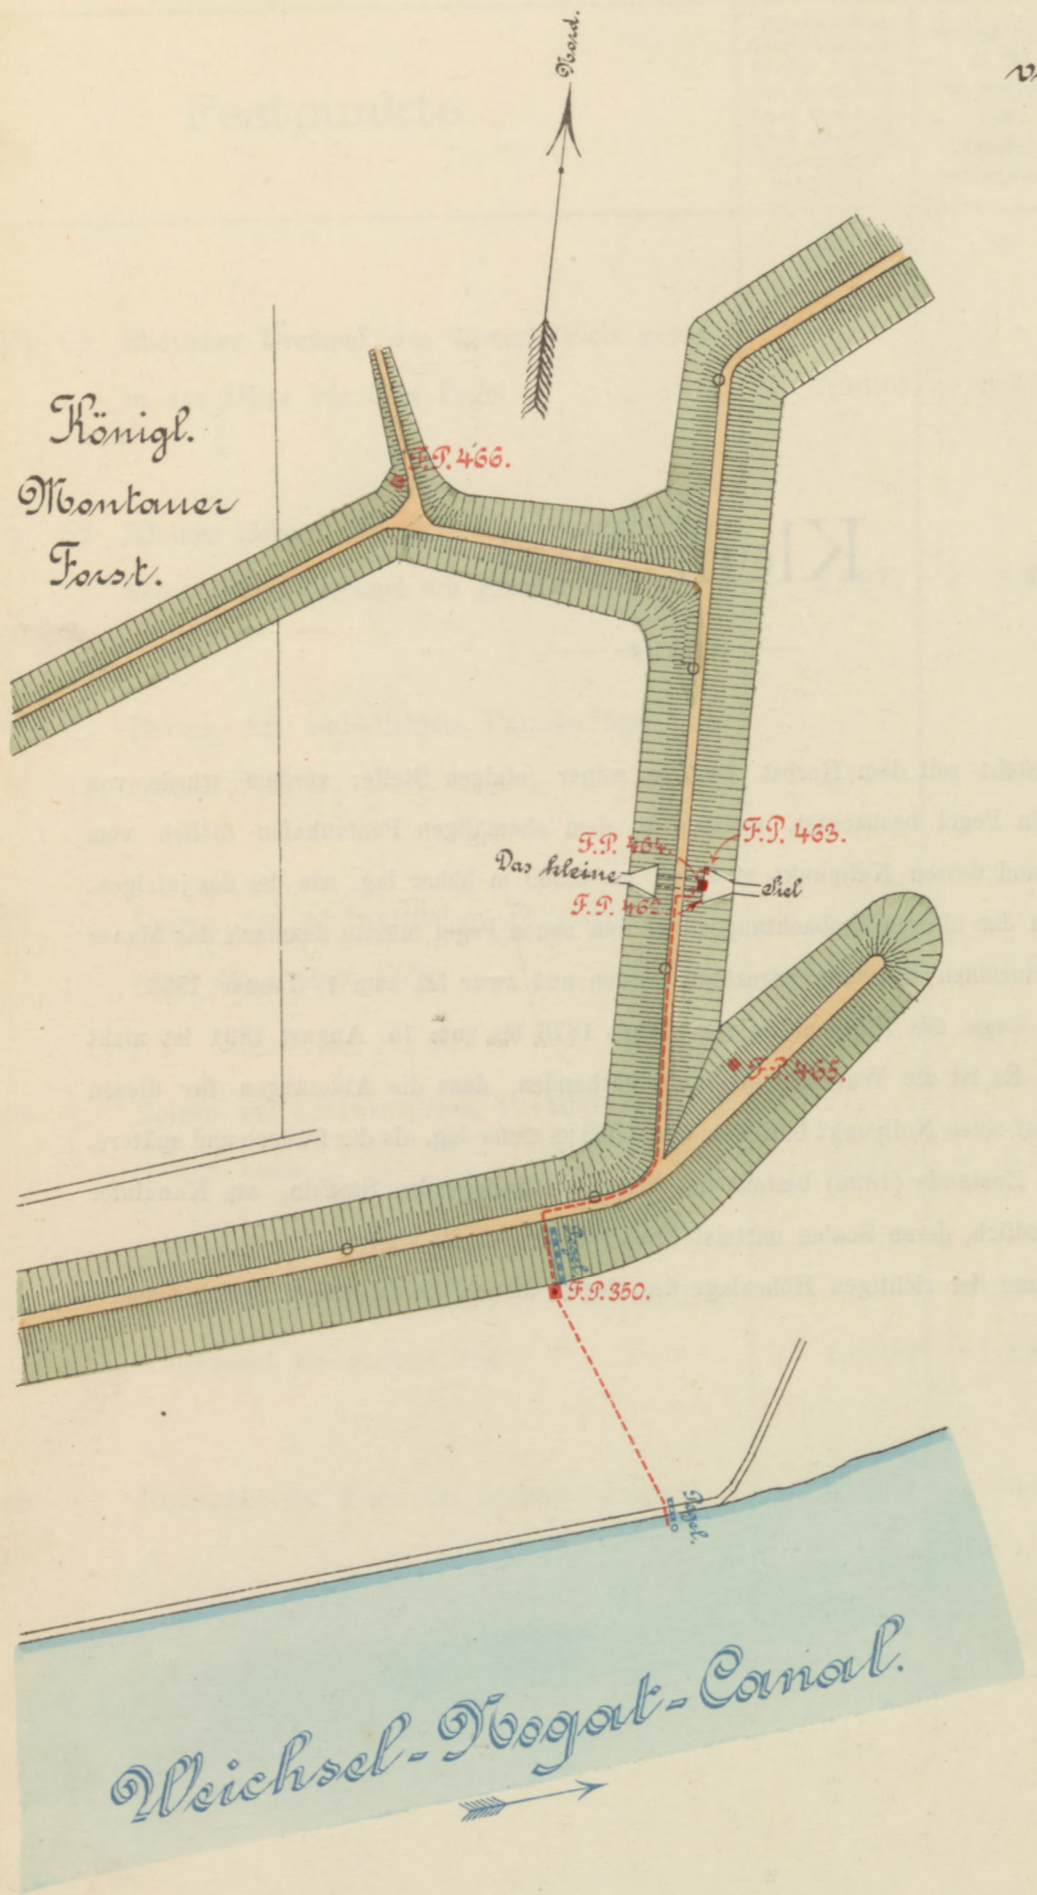 Nord.
Königl.
Montauer
Forst.
F.P. 466.
F.P. 464.
F.P. 463.
Das kleine
Siel
F.P. 462.
F.P. 465.
Pegel.
F.P. 350.
Pegel.
Weichsel-Nogat-Canal.